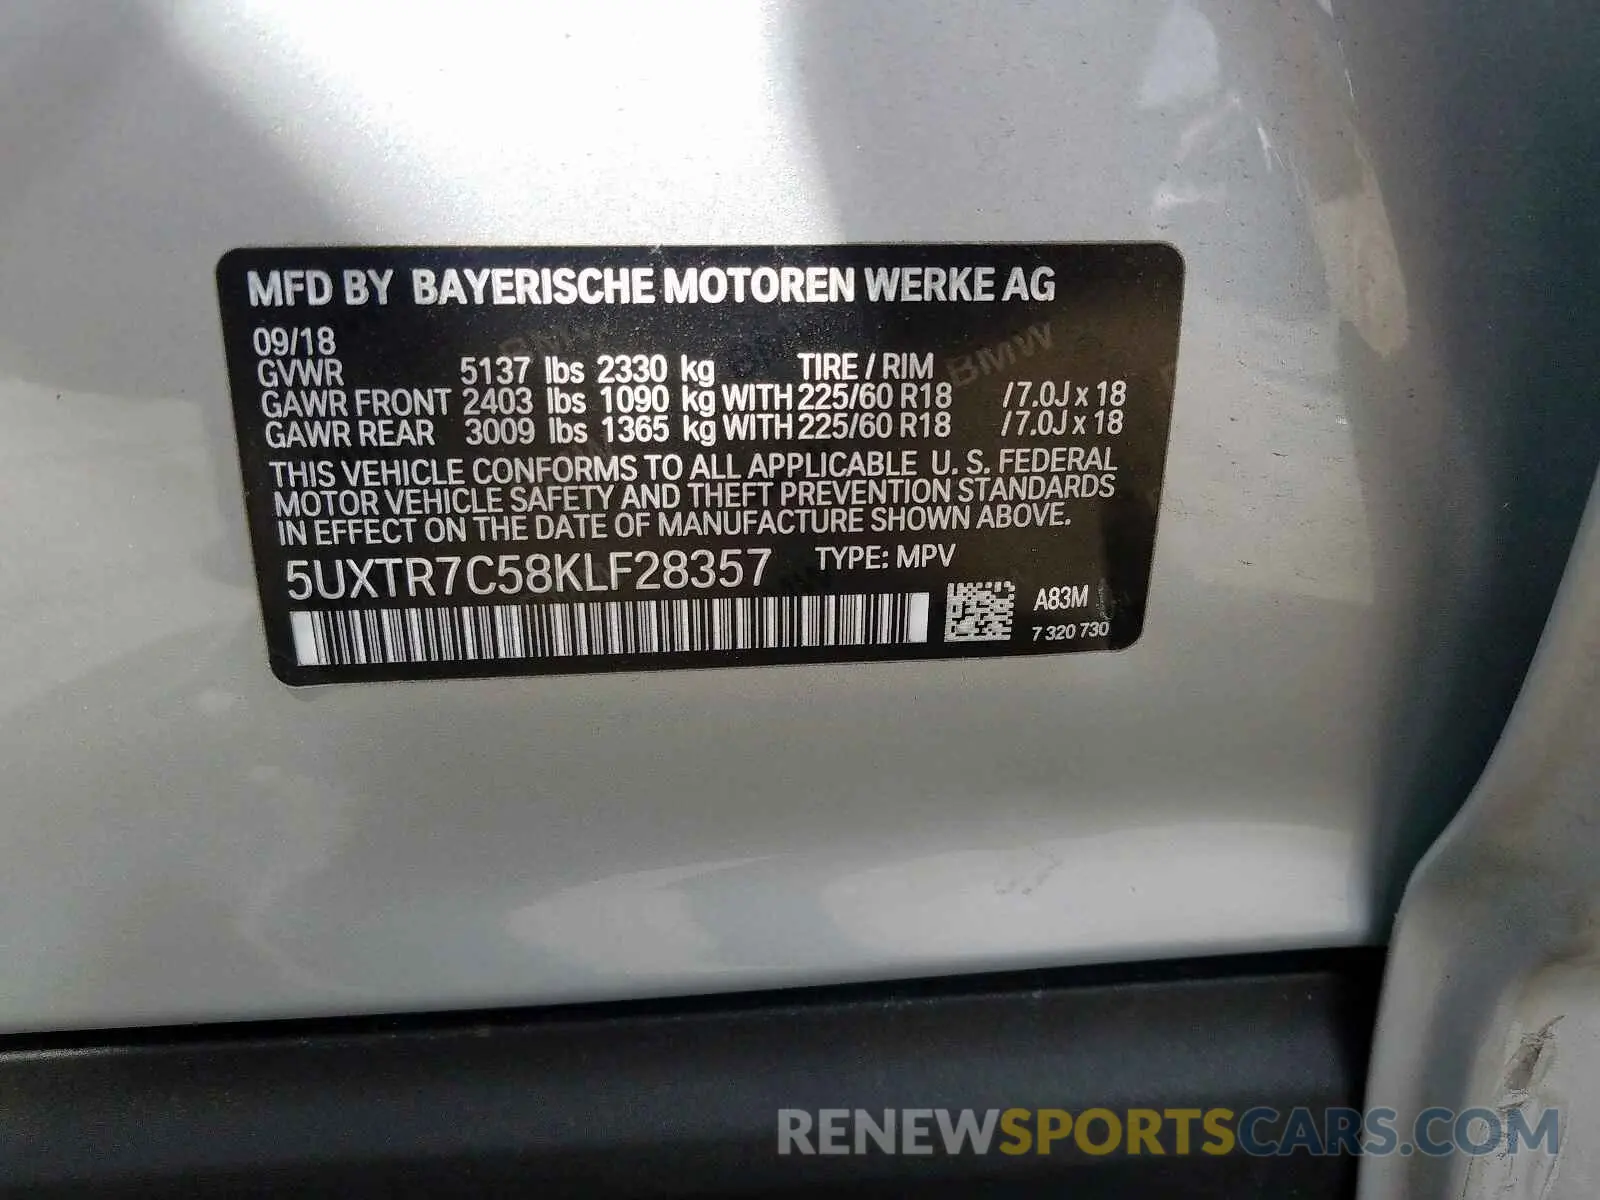 MFD BY BAYERISCHE MOTOREN WERKE AG
09/18
GVWR 5137 lbs 2330 kg TIRE / RIM
GAWR FRONT 2403 lbs 1090 kg WITH 225/60 R18 /7.0J x 18
GAWR REAR 3009 lbs 1365 kg WITH 225/60 R18 /7.0J x 18
THIS VEHICLE CONFORMS TO ALL APPLICABLE U. S. FEDERAL
MOTOR VEHICLE SAFETY AND THEFT PREVENTION STANDARDS
IN EFFECT ON THE DATE OF MANUFACTURE SHOWN ABOVE.
5UXTR7C58KLF28357 TYPE: MPV
A83M
7 320 730
RENEWSPORTSCARS.COM